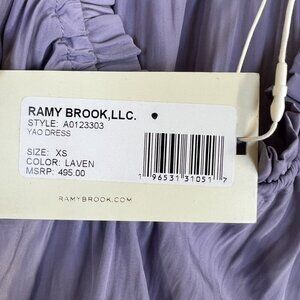 RAMY BROOK,LLC.
STYLE: A0123303
YAO DRESS
SIZE: XS
COLOR: LAVEN
MSRP: 495.00
1 96531 31051 7
RAMYBROOK.COM